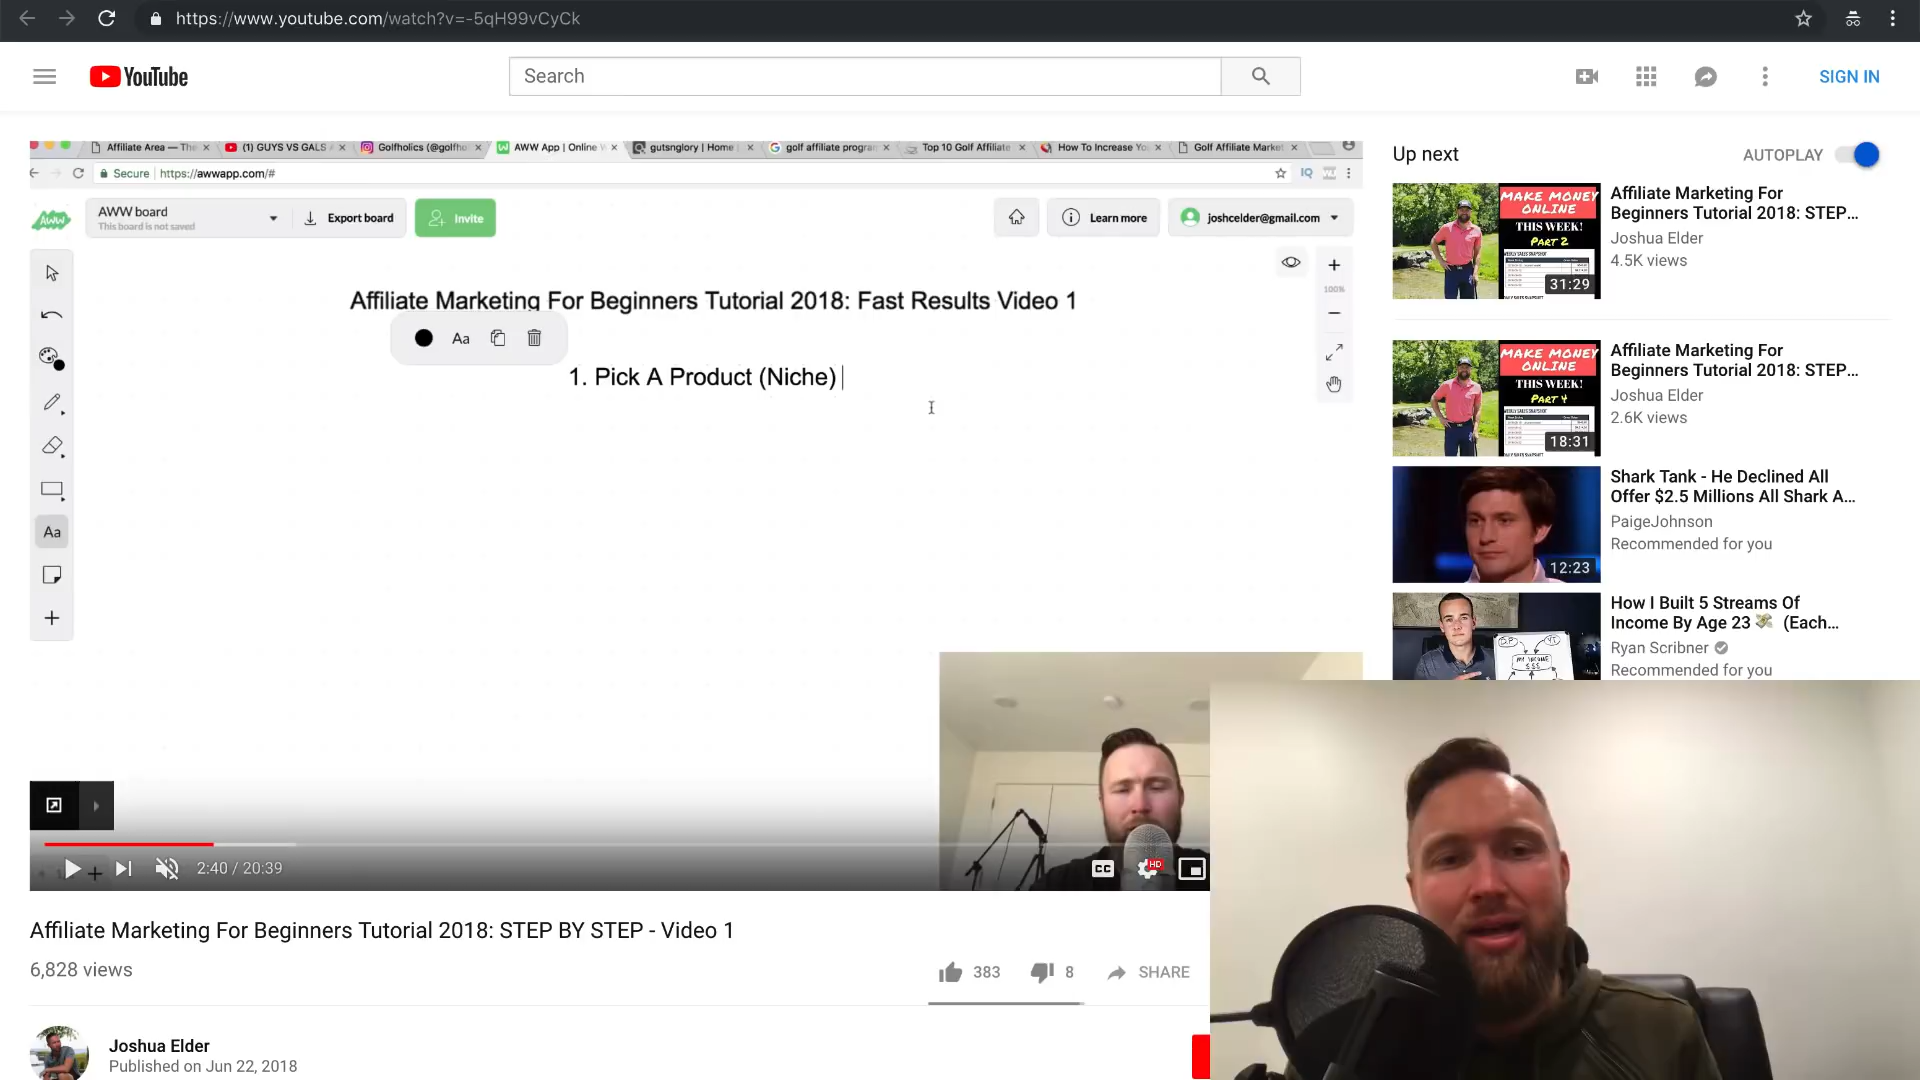 https://www.youtube.com/watch?v=-5qH99vCyCk
YouTube
Search
SIGN IN
Affiliate Area — The
(1) GUYS VS GALS
Golfholics (@golfho
AWW App | Online W
gutsnglory | Home
golf affiliate progra
Top 10 Golf Affiliate
How To Increase Yo
Golf Affiliate Market
Secure
https://awwapp.com/#
IQ
AWW
AWW board
This board is not saved
Export board
Invite
Learn more
joshcelder@gmail.com
100%
Affiliate Marketing For Beginners Tutorial 2018: Fast Results Video 1
Aa
1. Pick A Product (Niche)
Aa
2:40 / 20:39
CC
HD
Affiliate Marketing For Beginners Tutorial 2018: STEP BY STEP - Video 1
6,828 views
383
8
SHARE
Joshua Elder
Published on Jun 22, 2018
Up next
AUTOPLAY
MAKE MONEY
ONLINE
THIS WEEK!
PART 2
31:29
Affiliate Marketing For
Beginners Tutorial 2018: STEP...
Joshua Elder
4.5K views
MAKE MONEY
ONLINE
THIS WEEK!
PART 4
18:31
Affiliate Marketing For
Beginners Tutorial 2018: STEP...
Joshua Elder
2.6K views
12:23
Shark Tank - He Declined All
Offer $2.5 Millions All Shark A...
PaigeJohnson
Recommended for you
MY INCOME
$$$
How I Built 5 Streams Of
Income By Age 23 💸 (Each...
Ryan Scribner
Recommended for you